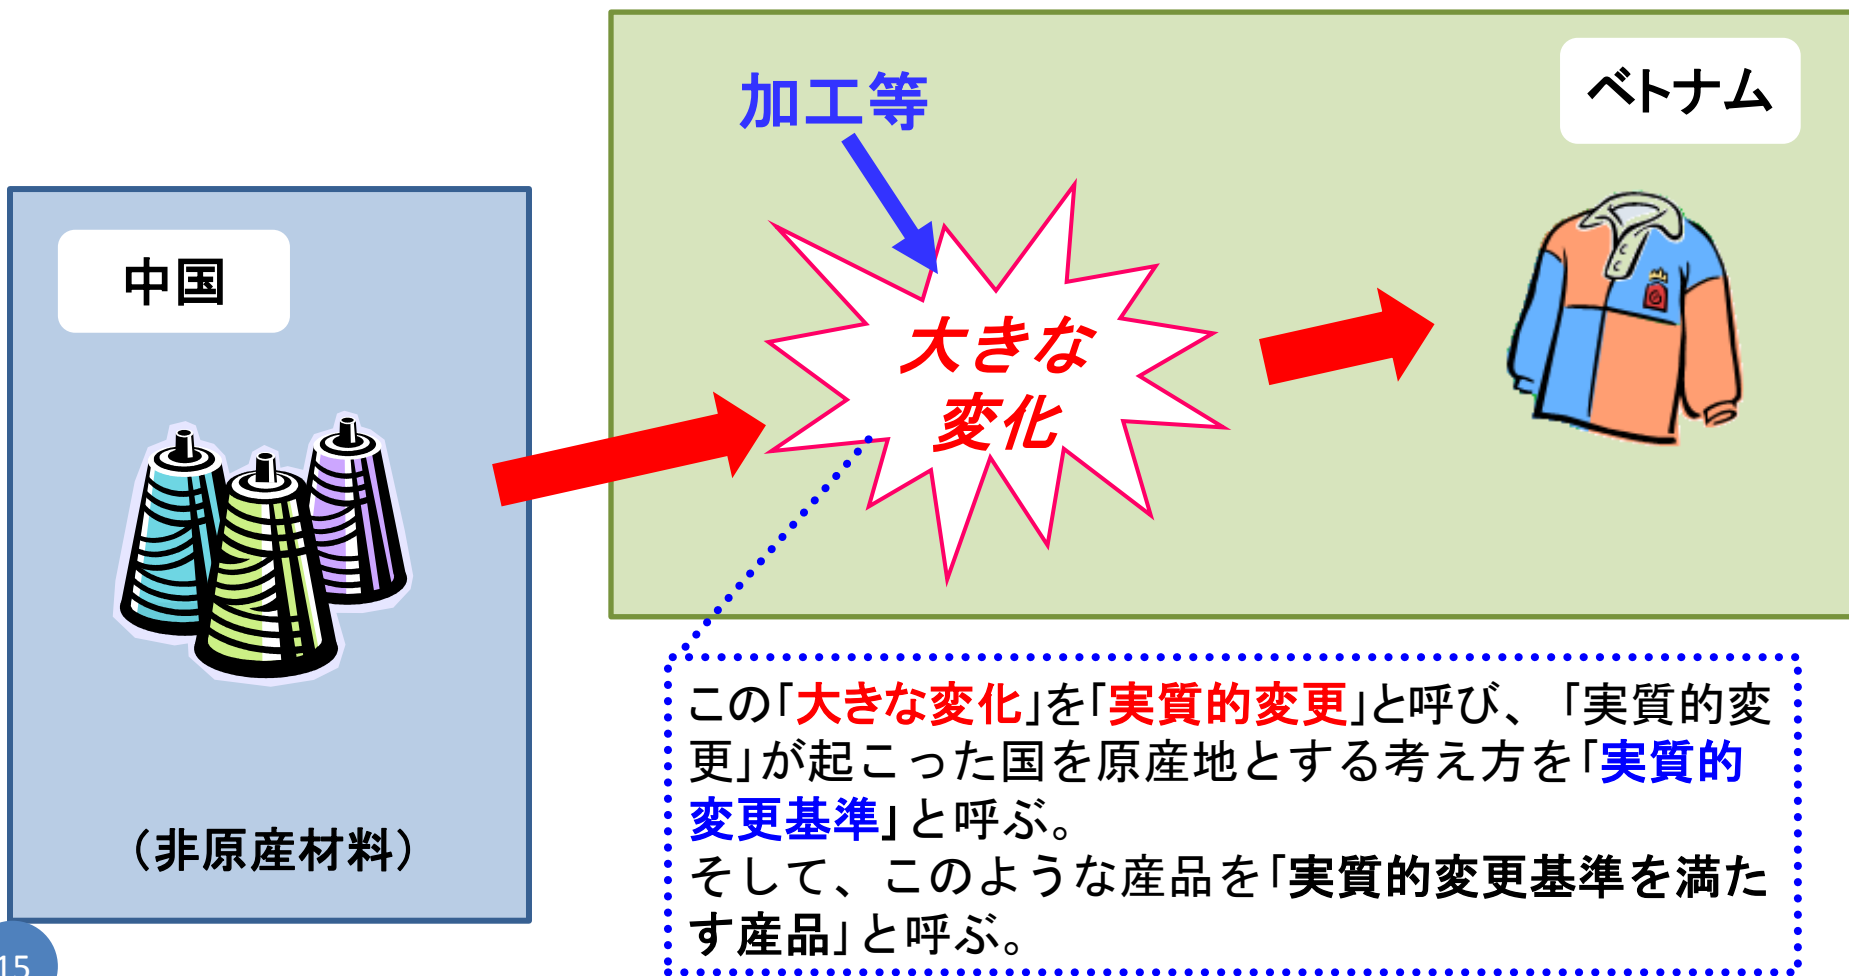 加工等
ベトナム
中国
大きな
変化
（非原産材料）
この「大きな変化」を「実質的変更」と呼び、「実質的変
更」が起こった国を原産地とする考え方を「実質的
変更基準」と呼ぶ。
そして、このような産品を「実質的変更基準を満た
す産品」と呼ぶ。
15